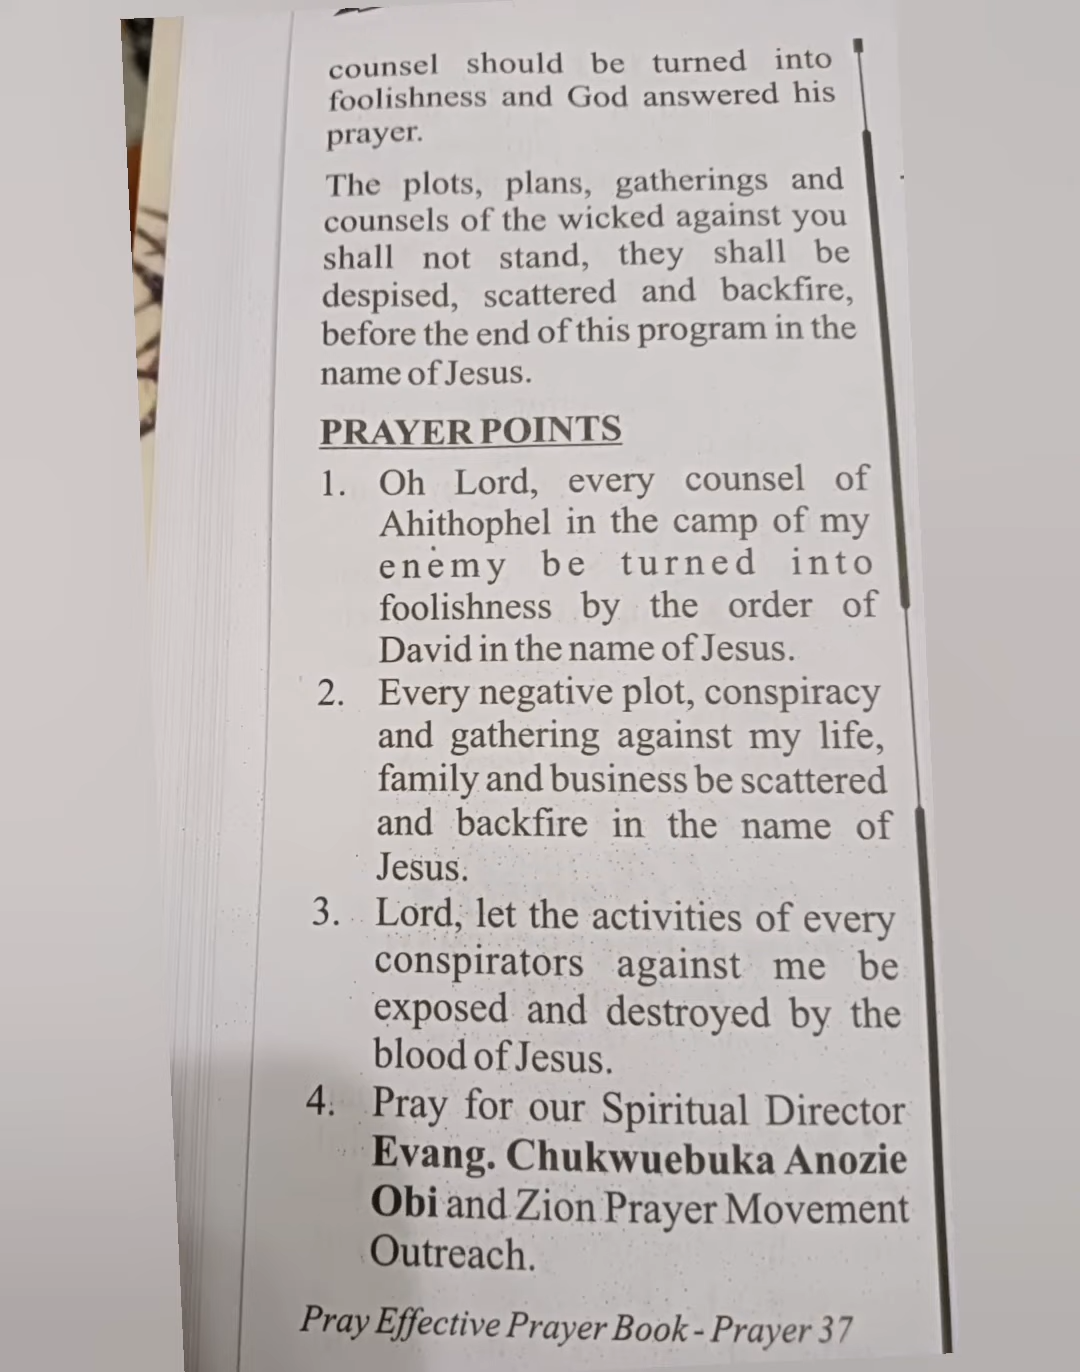 counsel should be turned into
foolishness and God answered his
prayer.
The plots, plans, gatherings and
counsels of the wicked against you
shall not stand, they shall be
despised, scattered and backfire,
before the end of this program in the
name of Jesus.
PRAYER POINTS
1. Oh Lord, every counsel of
Ahithophel in the camp of my
enemy be turned into
foolishness by the order of
David in the name of Jesus.
2. Every negative plot, conspiracy
and gathering against my life,
family and business be scattered
and backfire in the name of
Jesus.
3. Lord, let the activities of every
conspirators against me be
exposed and destroyed by the
blood of Jesus.
4. Pray for our Spiritual Director
Evang. Chukwuebuka Anozie
Obi and Zion Prayer Movement
Outreach.
Pray Effective Prayer Book - Prayer 37